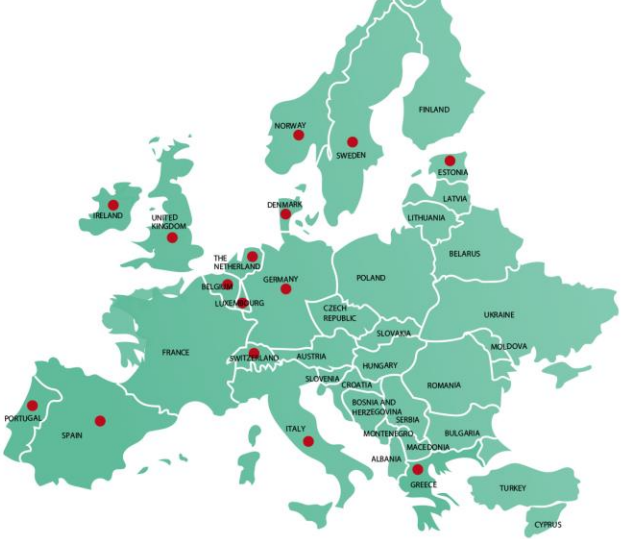 FINLAND
NORWAY
SWEDEN
ESTONIA
LATVIA
DENMARK
IRELAND
UNITED
KINGDOM
LITHUANIA
BELARUS
THE
NETHERLAND
GERMANY
POLAND
BELGIUM
LUXEMBOURG
CZECH
REPUBLIC
UKRAINE
SLOVAKIA
MOLDOVA
FRANCE
SWITZERLAND
AUSTRIA
HUNGARY
SLOVENIA
CROATIA
ROMANIA
BOSNIA AND
HERZEGOVINA
PORTUGAL
SERBIA
ITALY
SPAIN
MONTENEGRO
BULGARIA
MACEDONIA
ALBANIA
GREECE
TURKEY
CYPRUS